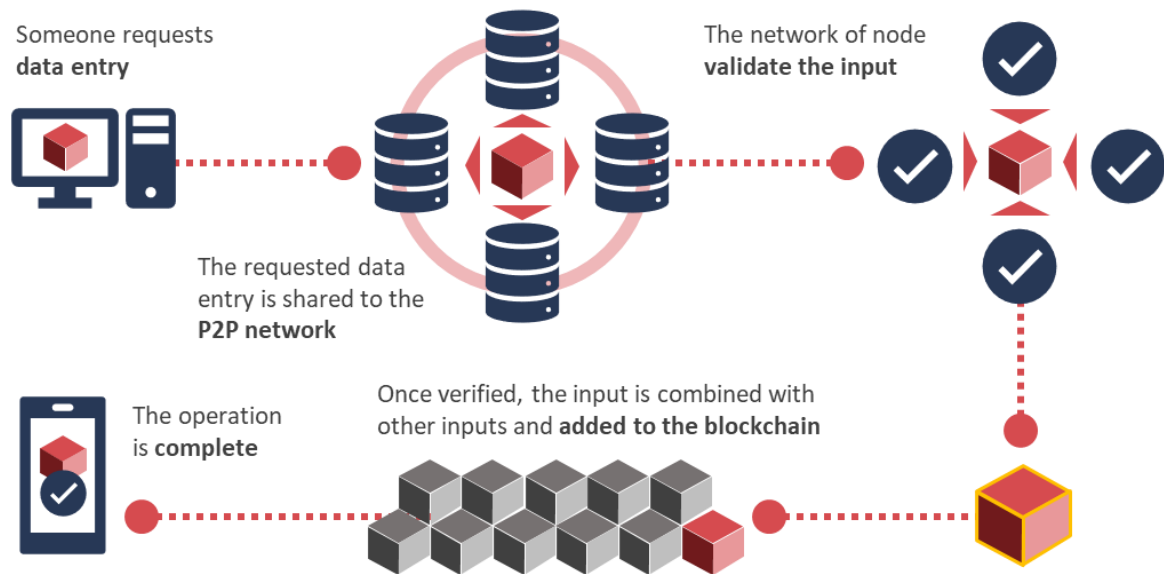 Someone requests
data entry
The requested data
entry is shared to the
P2P network
The network of node
validate the input
Once verified, the input is combined with
other inputs and added to the blockchain
The operation
is complete